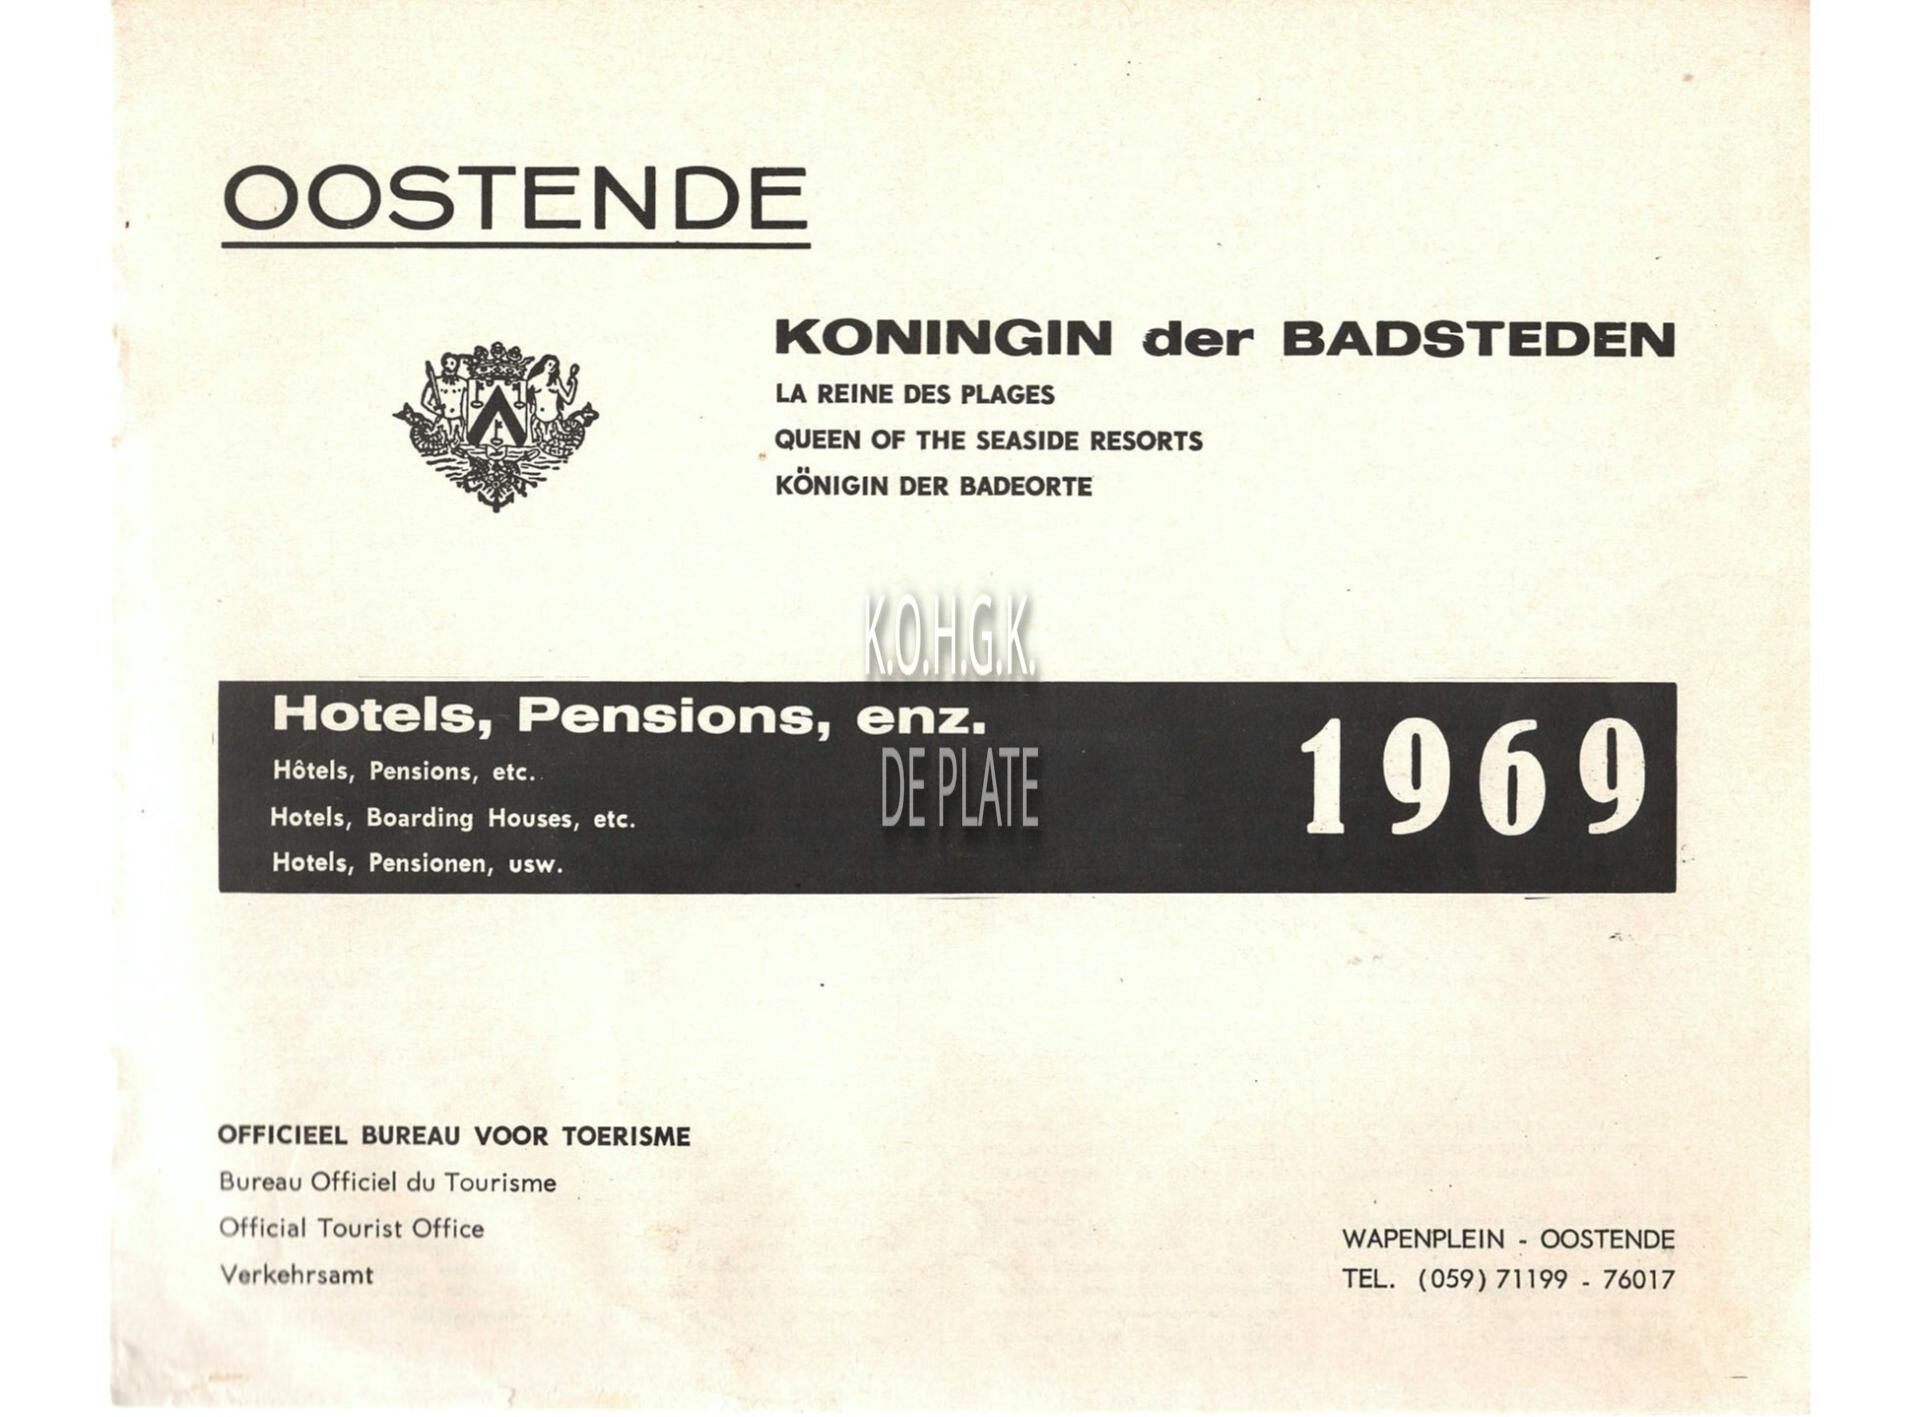 OOSTENDE
KONINGIN der BADSTEDEN
LA REINE DES PLAGES
QUEEN OF THE SEASIDE RESORTS
KÖNIGIN DER BADEORTE
K.O.H.G.K.
Hotels, Pensions, enz.
1969
Hôtels, Pensions, etc.
DE PLATE
Hotels, Boarding Houses, etc.
Hotels, Pensionen, usw.
OFFICIEEL BUREAU VOOR TOERISME
Bureau Officiel du Tourisme
Official Tourist Office
Verkehrsamt
WAPENPLEIN - OOSTENDE
TEL. (059) 71199 - 76017